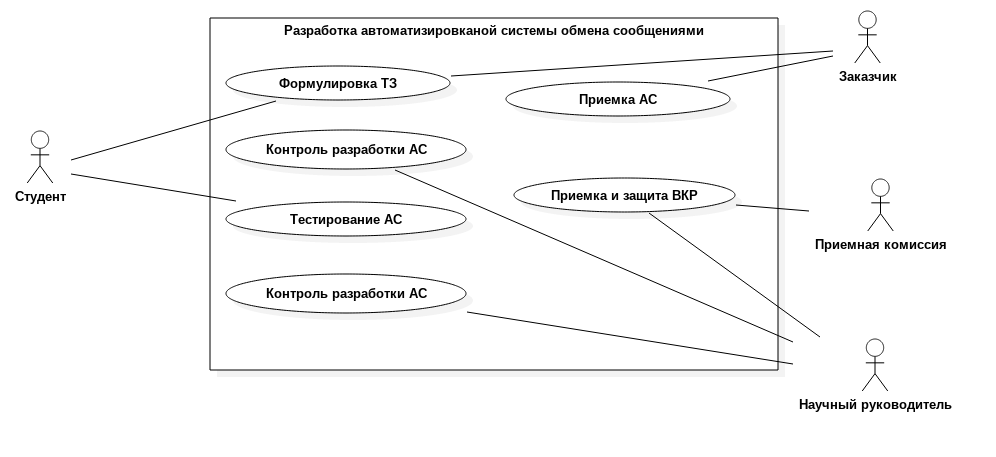 Разработка автоматизировканой системы обмена сообщениями
Заказчик
Формулировка ТЗ
Приемка АС
Контроль разработки АС
Студент
Приемка и защита ВКР
Тестирование АС
Приемная комиссия
Контроль разработки АС
Научный руководитель